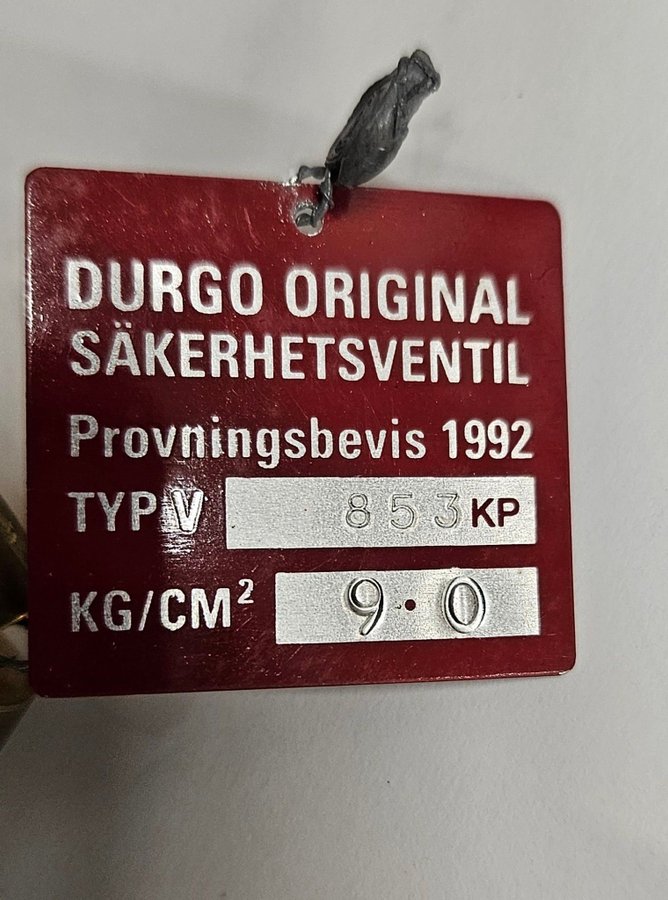 DURGO ORIGINAL
SÄKERHETSVENTIL
Provningsbevis 1992
TYP V 853 KP
KG/CM² 9.0